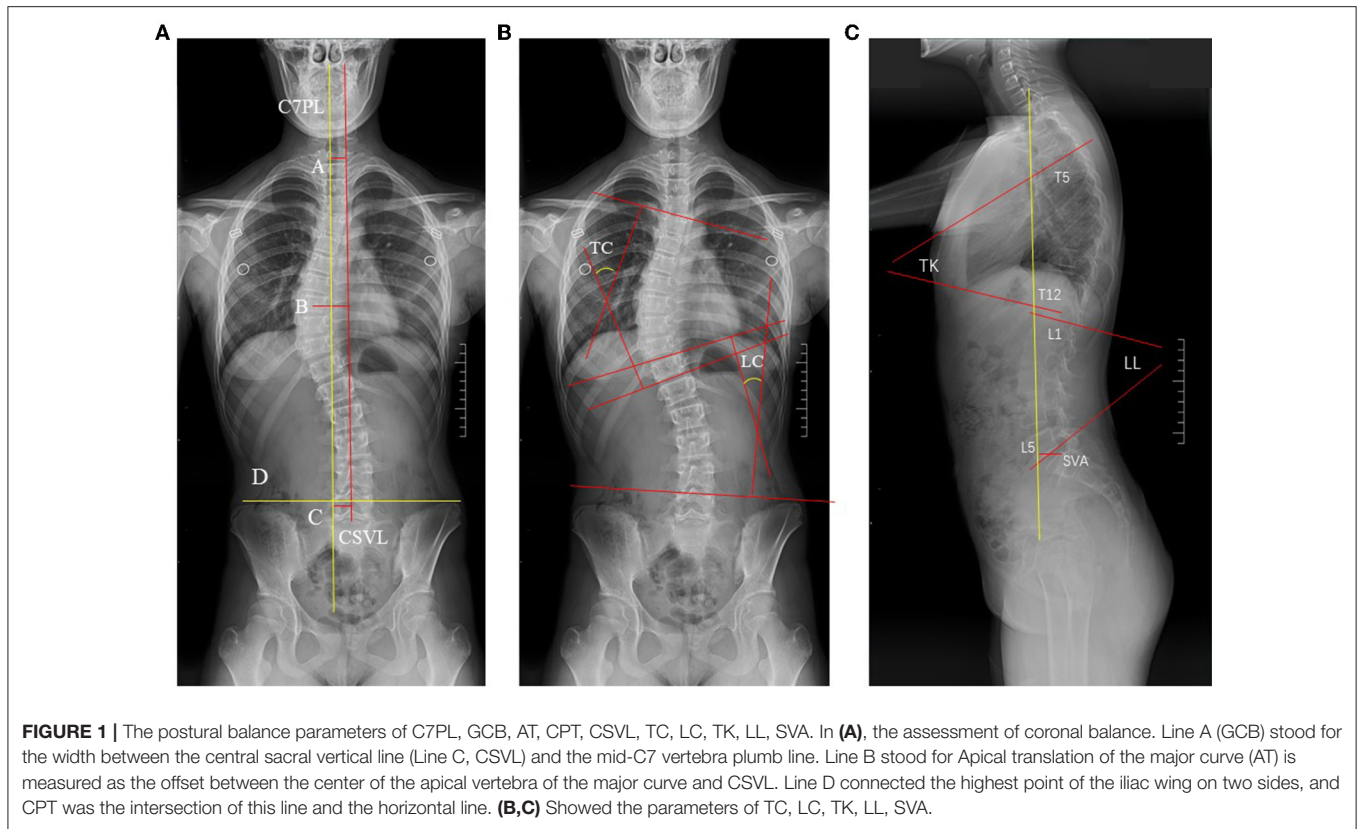 A
B
C
C7PL
A
B
D
C
CSVL
TC
LC
T5
TK
T12
L1
LL
L5
SVA
FIGURE 1 | The postural balance parameters of C7PL, GCB, AT, CPT, CSVL, TC, LC, TK, LL, SVA. In (A), the assessment of coronal balance. Line A (GCB) stood for
the width between the central sacral vertical line (Line C, CSVL) and the mid-C7 vertebra plumb line. Line B stood for Apical translation of the major curve (AT) is
measured as the offset between the center of the apical vertebra of the major curve and CSVL. Line D connected the highest point of the iliac wing on two sides, and
CPT was the intersection of this line and the horizontal line. (B,C) Showed the parameters of TC, LC, TK, LL, SVA.